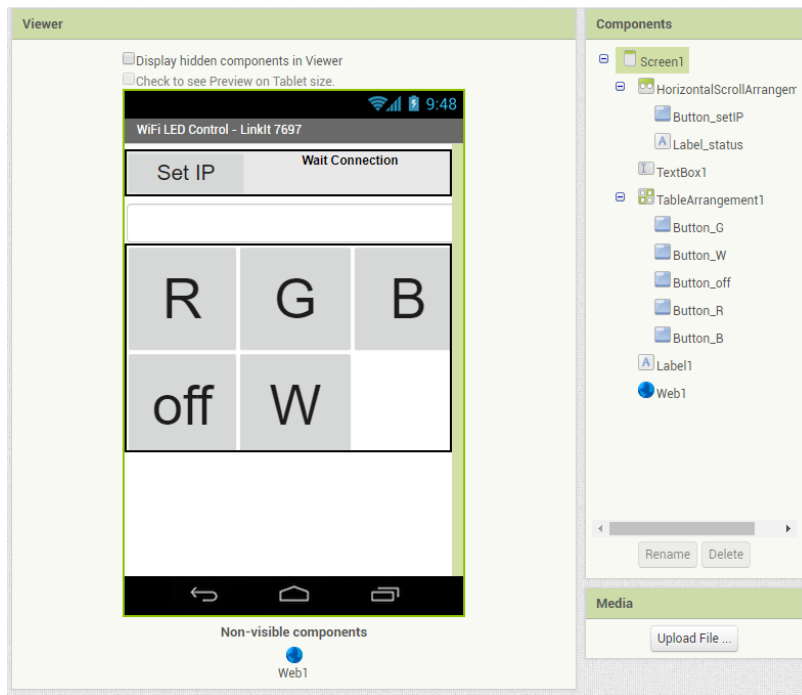 Viewer
Display hidden components in Viewer
Check to see Preview on Tablet size.
9:48
WiFi LED Control - LinkIt 7697
Set IP
Wait Connection
R G B
off W
Non-visible components
Web1
Components
Screen1
HorizontalScrollArrangem
Button_setIP
Label_status
TextBox1
TableArrangement1
Button_G
Button_W
Button_off
Button_R
Button_B
Label1
Web1
Rename Delete
Media
Upload File ...